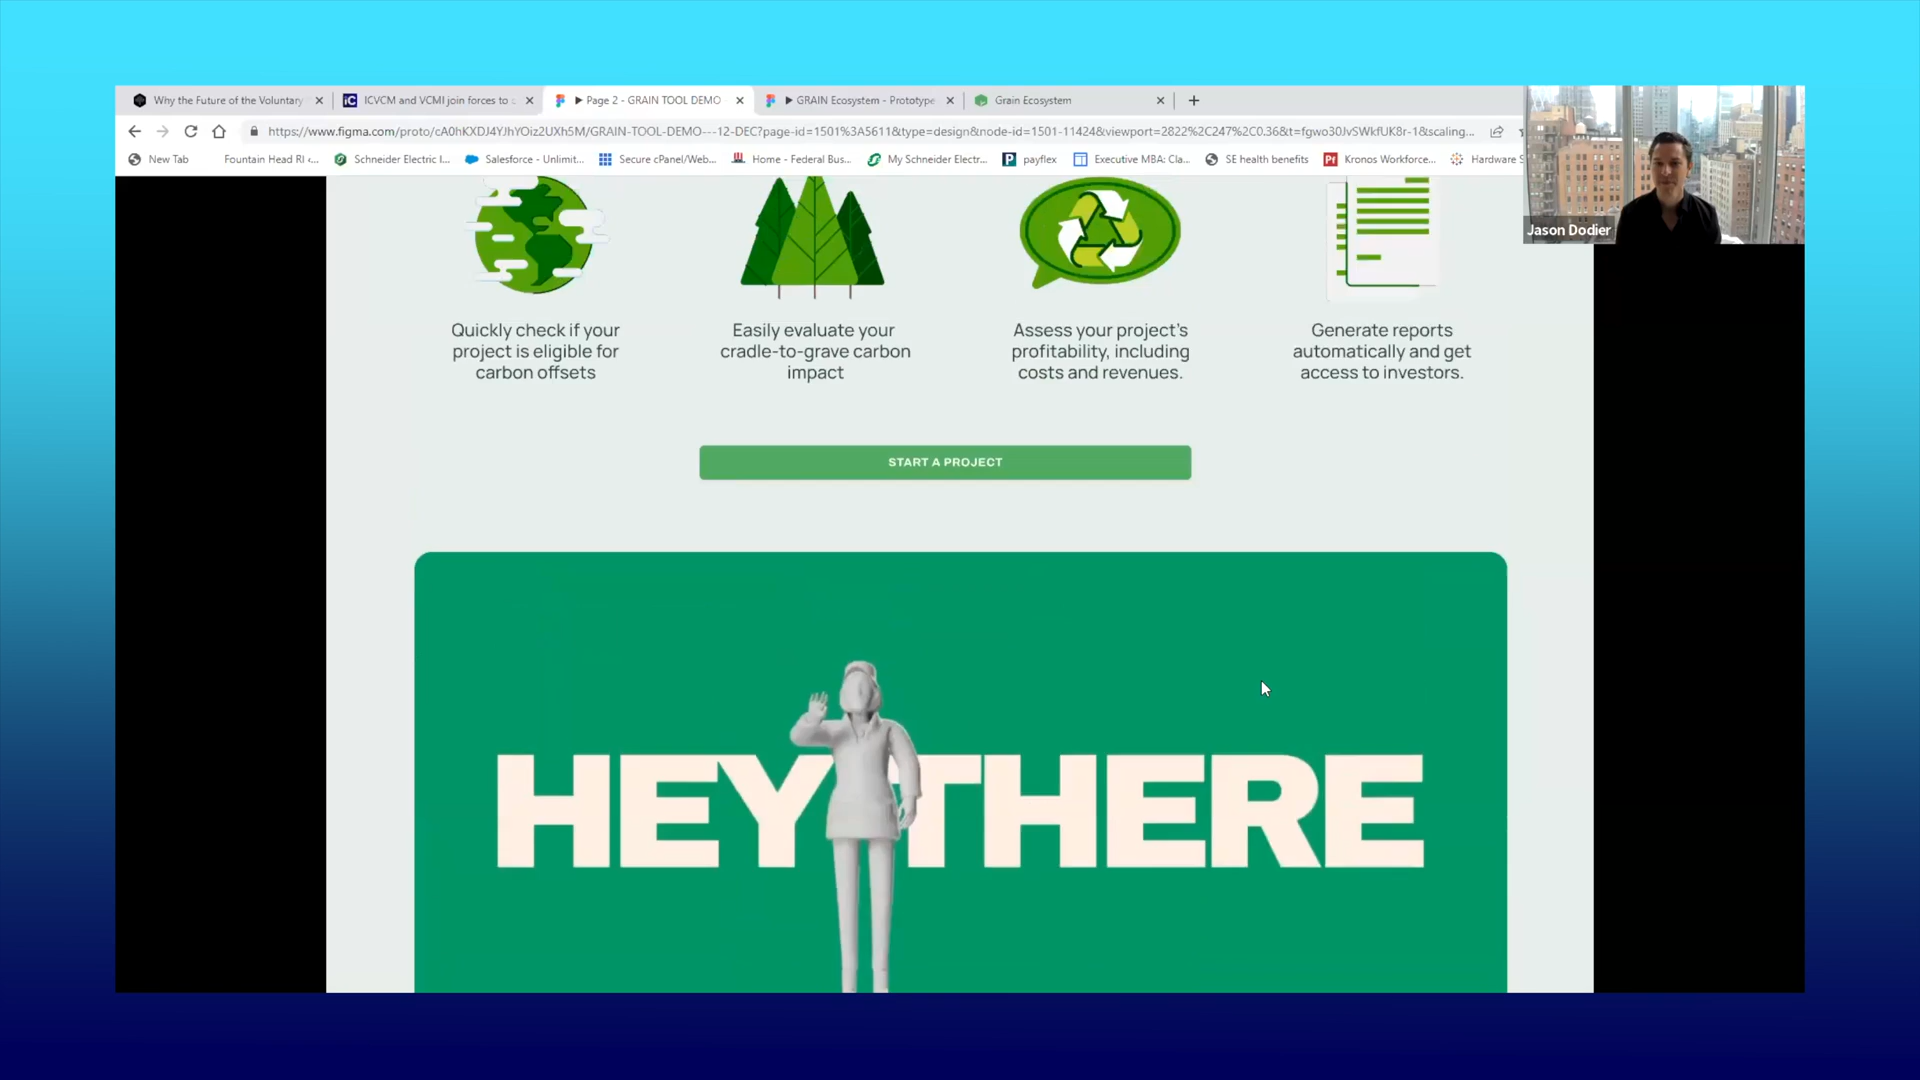 Why the Future of the Voluntary
ICVCM and VCMI join forces to
Page 2 - GRAIN TOOL DEMO
GRAIN Ecosystem - Prototype
Grain Ecosystem
https://www.figma.com/proto/cA0hKXDJ4YJhYOiz2UXh5M/GRAIN-TOOL-DEMO---12-DEC?page-id=1501%3A5611&type=design&node-id=1501-11424&viewport=2822%2C247%2C0.36&t=fgwo30JvSWkfUK8r-1&scaling...
New Tab
Fountain Head RI <...
Schneider Electric I...
Salesforce - Unlimit...
Secure cPanel/Web...
Home - Federal Bus...
My Schneider Electr...
payflex
Executive MBA: Cla...
SE health benefits
Kronos Workforce...
Hardware S
Jason Dodier
Quickly check if your
project is eligible for
carbon offsets
Easily evaluate your
cradle-to-grave carbon
impact
Assess your project's
profitability, including
costs and revenues.
Generate reports
automatically and get
access to investors.
START A PROJECT
HEY THERE